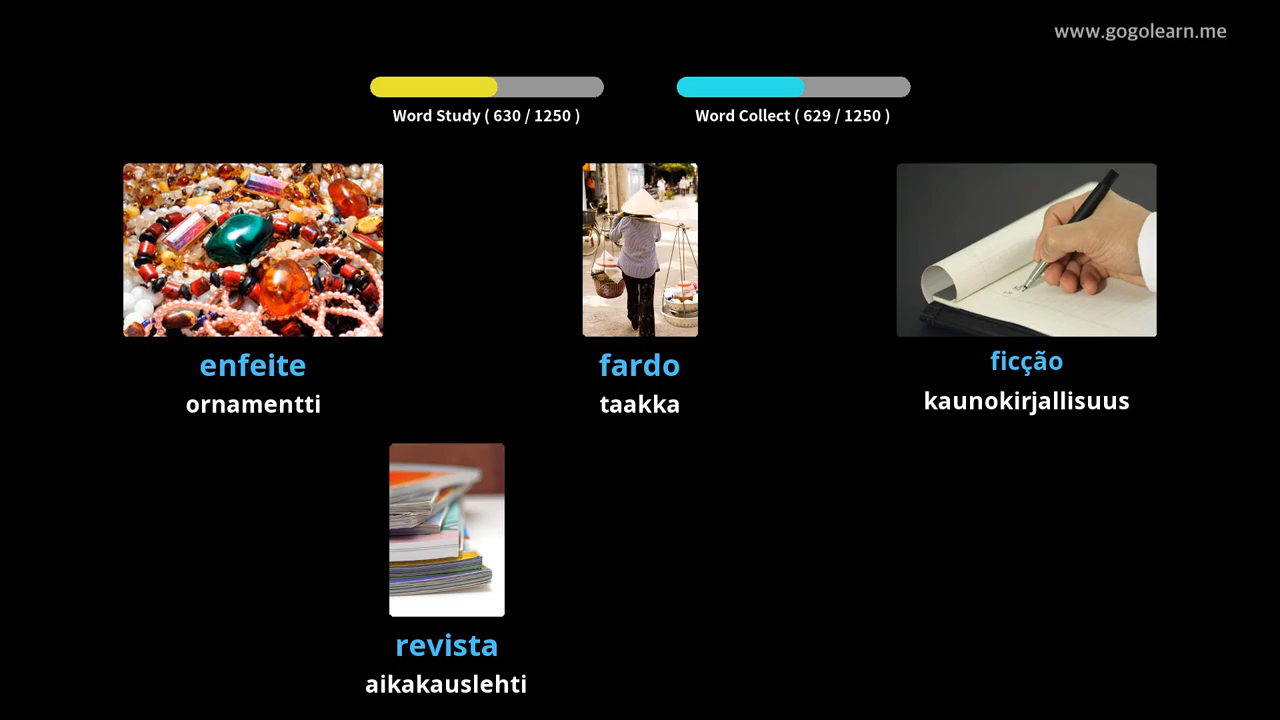 www.gogolearn.me
Word Study ( 630 / 1250 )
Word Collect ( 629 / 1250 )
enfeite
ornamentti
fardo
taakka
ficção
kaunokirjallisuus
revista
aikakauslehti